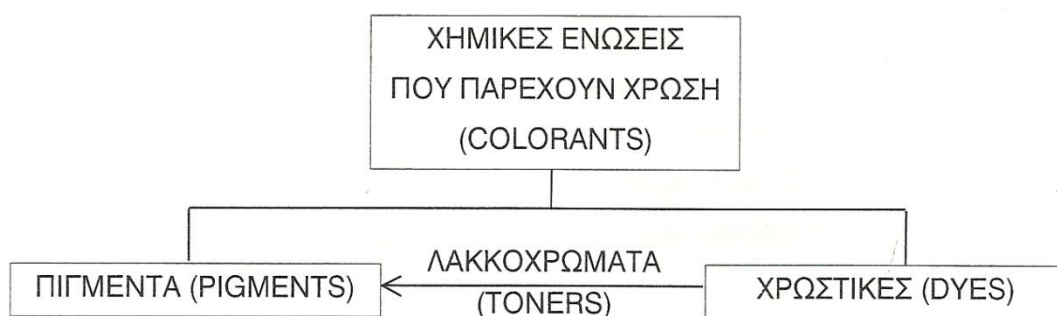 ΧΗΜΙΚΕΣ ΕΝΩΣΕΙΣ
ΠΟΥ ΠΑΡΕΧΟΥΝ ΧΡΩΣΗ
(COLORANTS)
ΠΙΓΜΕΝΤΑ (PIGMENTS)
ΛΑΚΚΟΧΡΩΜΑΤΑ
(TONERS)
ΧΡΩΣΤΙΚΕΣ (DYES)